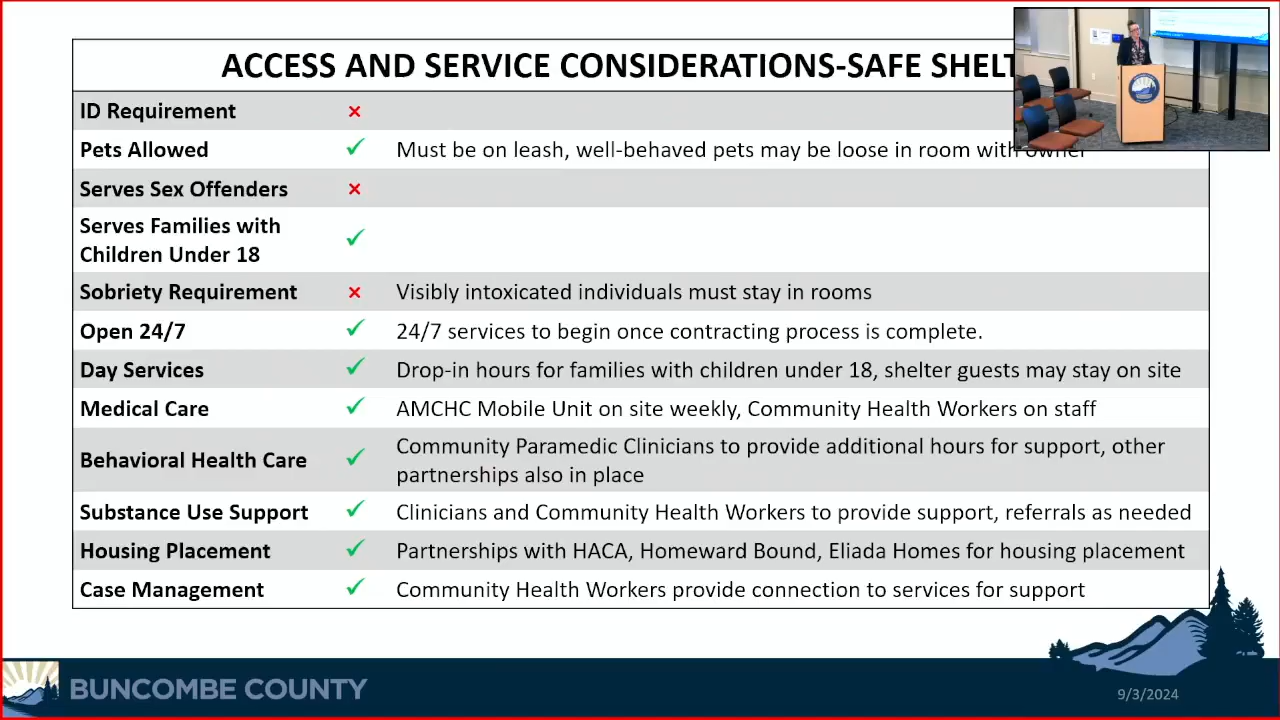 ACCESS AND SERVICE CONSIDERATIONS-SAFE
ID Requirement ×
Pets Allowed ✓ Must be on leash, well-behaved pets may be loose in room with owner
Serves Sex Offenders ×
Serves Families with
Children Under 18 ✓
Sobriety Requirement × Visibly intoxicated individuals must stay in rooms
Open 24/7 ✓ 24/7 services to begin once contracting process is complete.
Day Services ✓ Drop-in hours for families with children under 18, shelter guests may stay on site
Medical Care ✓ AMCHC Mobile Unit on site weekly, Community Health Workers on staff
Behavioral Health Care ✓ Community Paramedic Clinicians to provide additional hours for support, other
partnerships also in place
Substance Use Support ✓ Clinicians and Community Health Workers to provide support, referrals as needed
Housing Placement ✓ Partnerships with HACA, Homeward Bound, Eliada Homes for housing placement
Case Management ✓ Community Health Workers provide connection to services for support
BUNCOMBE COUNTY
9/3/2024